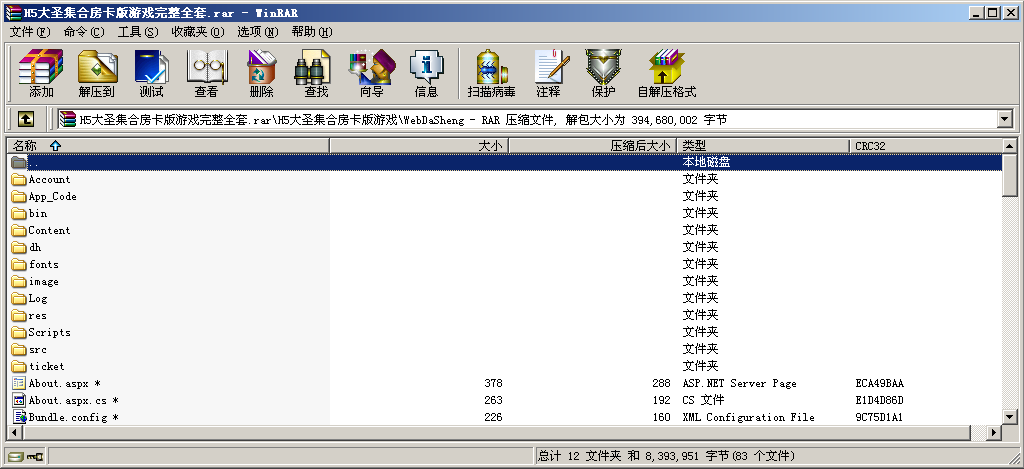 H5大圣集合房卡版游戏完整全套.rar - WinRAR
文件(F) 命令(C) 工具(S) 收藏夹(O) 选项(N) 帮助(H)
添加 解压到 测试 查看 删除 查找 向导 信息 扫描病毒 注释 保护 自解压格式
H5大圣集合房卡版游戏完整全套.rar\H5大圣集合房卡版游戏\WebDaSheng - RAR 压缩文件, 解包大小为 394,680,002 字节
名称 大小 压缩后大小 类型 CRC32
.. 本地磁盘
Account 文件夹
App_Code 文件夹
bin 文件夹
Content 文件夹
dh 文件夹
fonts 文件夹
image 文件夹
Log 文件夹
res 文件夹
Scripts 文件夹
src 文件夹
ticket 文件夹
About.aspx * 378 288 ASP.NET Server Page ECA49BAA
About.aspx.cs * 263 192 CS 文件 E1D4D86D
Bundle.config * 226 160 XML Configuration File 9C75D1A1
总计 12 文件夹 和 8,393,951 字节(83 个文件)